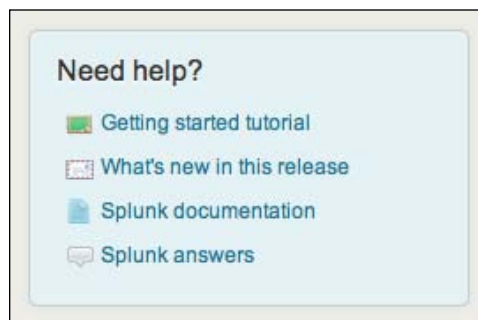 Need help?
Getting started tutorial
What's new in this release
Splunk documentation
Splunk answers